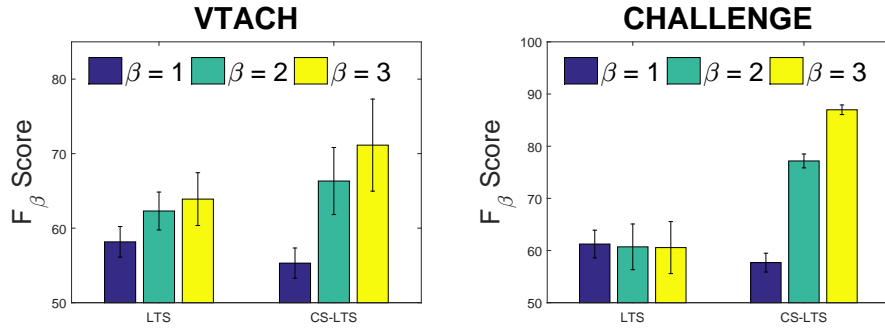 VTACH
β = 1 β = 2 β = 3
80
70
60
50
F β Score
LTS CS-LTS
CHALLENGE
β = 1 β = 2 β = 3
100
90
80
70
60
50
F β Score
LTS CS-LTS